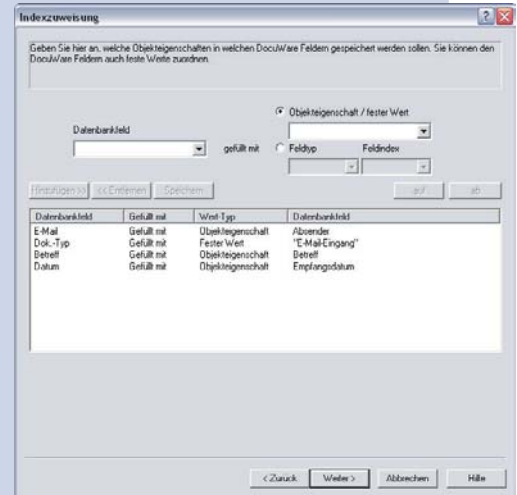 Indexzuweisung
Geben Sie hier an, welche Objekteigenschaften in welchen DocuWare Feldern gespeichert werden sollen. Sie können den
DocuWare Feldern auch feste Werte zuordnen.
Objekteigenschaft / fester Wert
Datenbankfeld
gefüllt mit
Feldtyp Feldindex
Hinzufügen >> << Entfernen Speichern auf ab
Datenbankfeld Gefüllt mit Wert-Typ Datenbankfeld
E-Mail Gefüllt mit Objekteigenschaft Absender
Dok.-Typ Gefüllt mit Fester Wert "E-Mail-Eingang"
Betreff Gefüllt mit Objekteigenschaft Betreff
Datum Gefüllt mit Objekteigenschaft Empfangsdatum
< Zurück Weiter > Abbrechen Hilfe